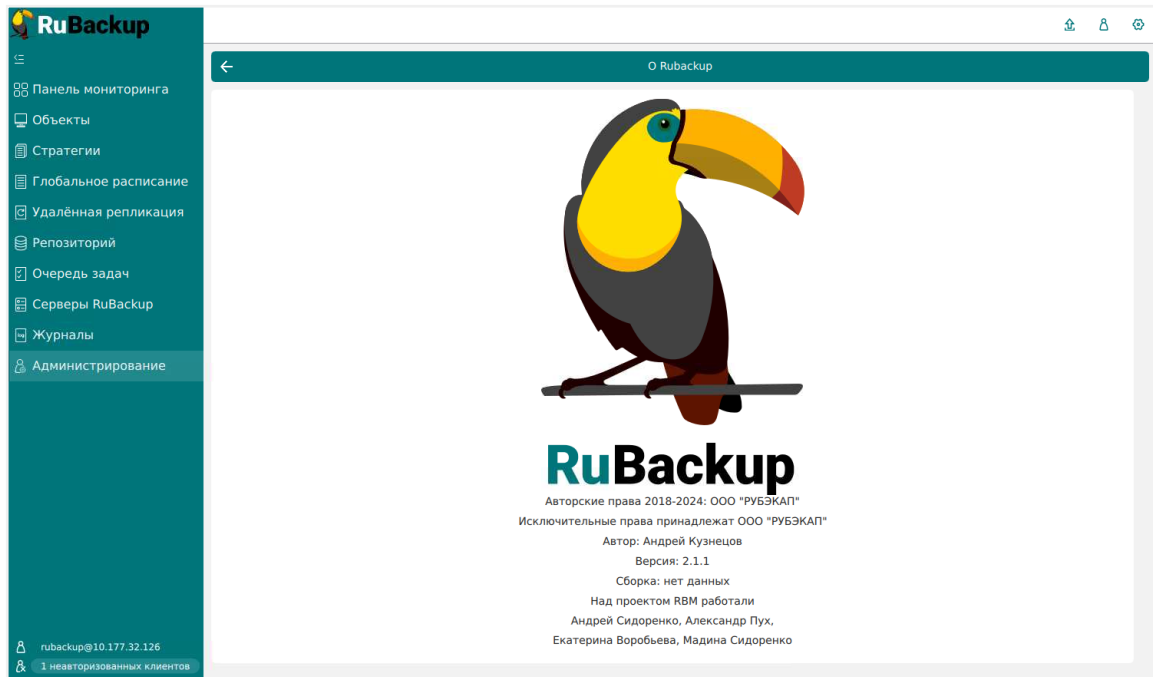 RuBackup
О Rubackup
Панель мониторинга
Объекты
Стратегии
Глобальное расписание
Удалённая репликация
Репозиторий
Очередь задач
Серверы RuBackup
Журналы
Администрирование
RuBackup
Авторские права 2018-2024: ООО "РУБЭКАП"
Исключительные права принадлежат ООО "РУБЭКАП"
Автор: Андрей Кузнецов
Версия: 2.1.1
Сборка: нет данных
Над проектом RBM работали
Андрей Сидоренко, Александр Пух,
Екатерина Воробьева, Мадина Сидоренко
rubackup@10.177.32.126
1 неавторизованных клиентов